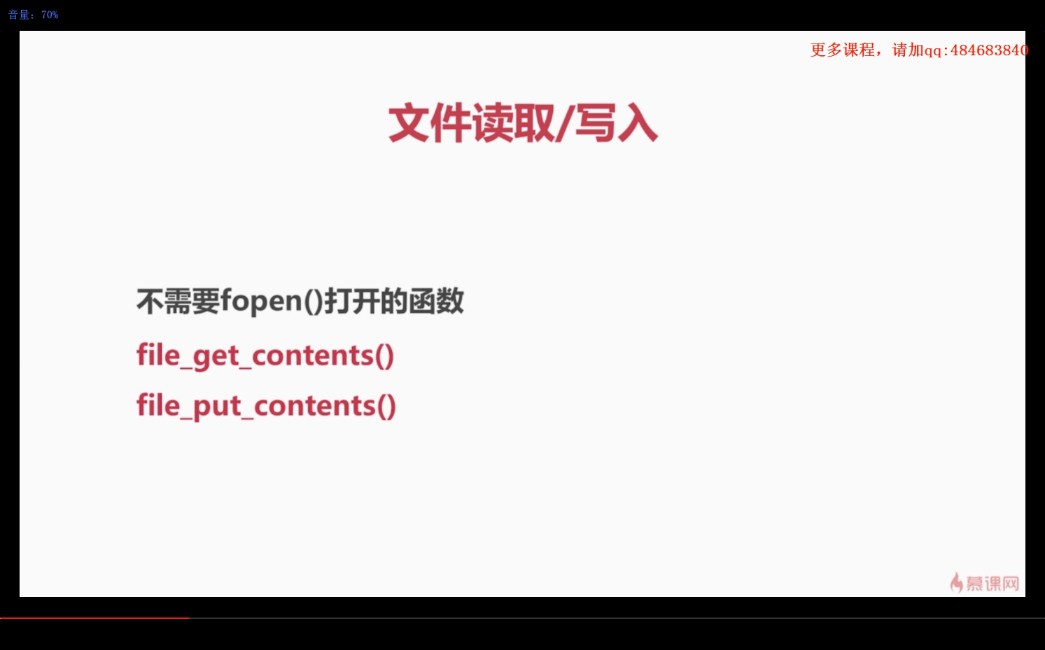 音量：70%
更多课程，请加qq:484683840
文件读取/写入
不需要fopen()打开的函数
file_get_contents()
file_put_contents()
慕课网